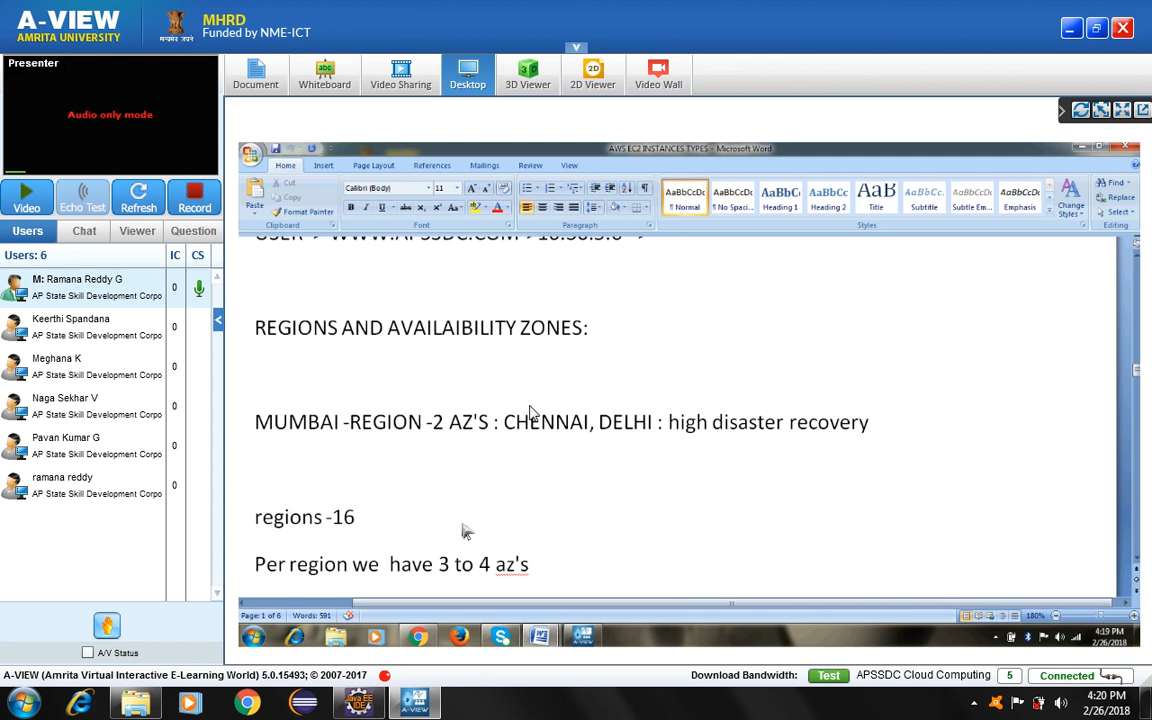 A-VIEW
AMRITA UNIVERSITY
MHRD
Funded by NME-ICT
Presenter
Audio only mode
Document
Whiteboard
Video Sharing
Desktop
3D Viewer
2D Viewer
Video Wall
Video
Echo Test
Refresh
Record
Users
Chat
Viewer
Question
Users: 6
IC
CS
M: Ramana Reddy G
AP State Skill Development Corpo
0
Keerthi Spandana
AP State Skill Development Corpo
0
Meghana K
AP State Skill Development Corpo
0
Naga Sekhar V
AP State Skill Development Corpo
0
Pavan Kumar G
AP State Skill Development Corpo
0
ramana reddy
AP State Skill Development Corpo
0
A/V Status
AWS EC2 INSTANCES TYPES - Microsoft Word
Home
Insert
Page Layout
References
Mailings
Review
View
Paste
Cut
Copy
Format Painter
Clipboard
Calibri (Body)
11
Font
Paragraph
AaBbCcDc
¶ Normal
AaBbCcDc
¶ No Spaci...
AaBbC
Heading 1
AaBbCc
Heading 2
AaB
Title
AaBbCc.
Subtitle
AaBbCcDc
Subtle Em...
AaBbCcDc
Emphasis
Change
Styles
Styles
Find
Replace
Select
Editing
REGIONS AND AVAILAIBILITY ZONES:
MUMBAI -REGION -2 AZ'S : CHENNAI, DELHI : high disaster recovery
regions -16
Per region we have 3 to 4 az's
Page: 1 of 6
Words: 591
180%
4:19 PM
2/26/2018
A-VIEW (Amrita Virtual Interactive E-Learning World) 5.0.15493; © 2007-2017
Download Bandwidth:
Test
APSSDC Cloud Computing
5
Connected
4:20 PM
2/26/2018